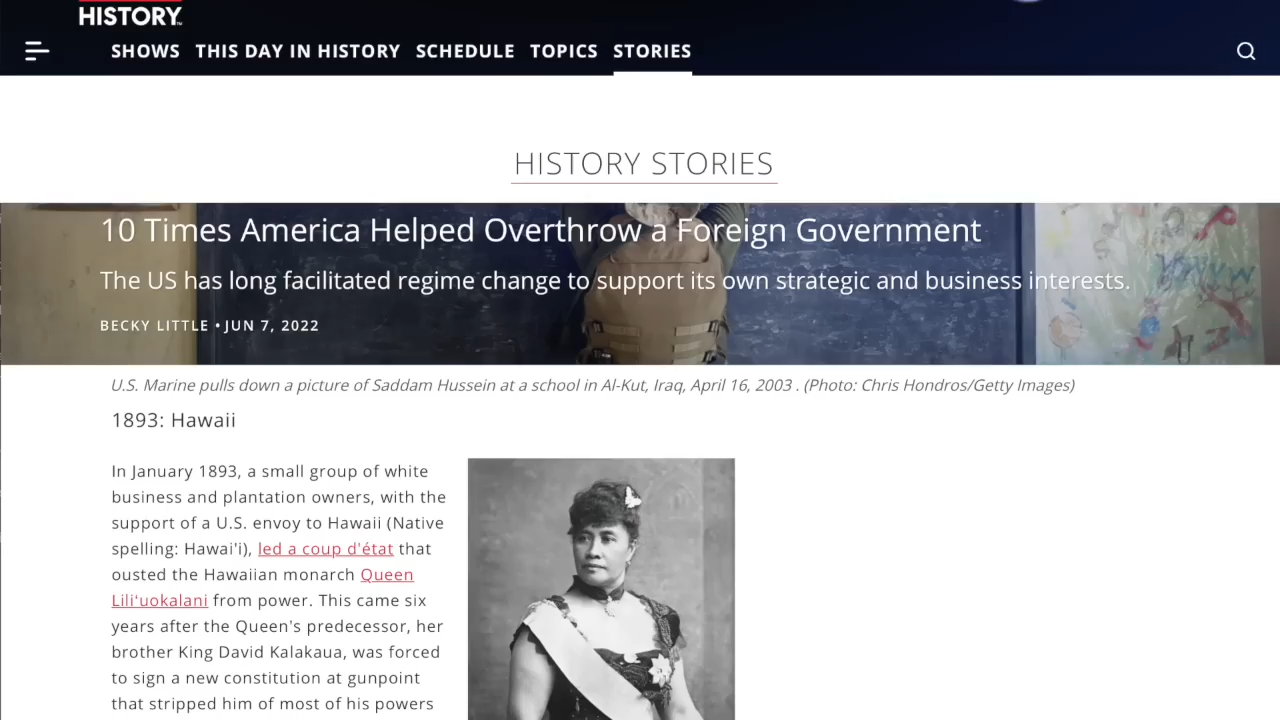 HISTORY
SHOWS THIS DAY IN HISTORY SCHEDULE TOPICS STORIES
HISTORY STORIES
10 Times America Helped Overthrow a Foreign Government
The US has long facilitated regime change to support its own strategic and business interests.
BECKY LITTLE • JUN 7, 2022
U.S. Marine pulls down a picture of Saddam Hussein at a school in Al-Kut, Iraq, April 16, 2003 . (Photo: Chris Hondros/Getty Images)
1893: Hawaii
In January 1893, a small group of white
business and plantation owners, with the
support of a U.S. envoy to Hawaii (Native
spelling: Hawai'i), led a coup d'état that
ousted the Hawaiian monarch Queen
Lili'uokalani from power. This came six
years after the Queen's predecessor, her
brother King David Kalakaua, was forced
to sign a new constitution at gunpoint
that stripped him of most of his powers